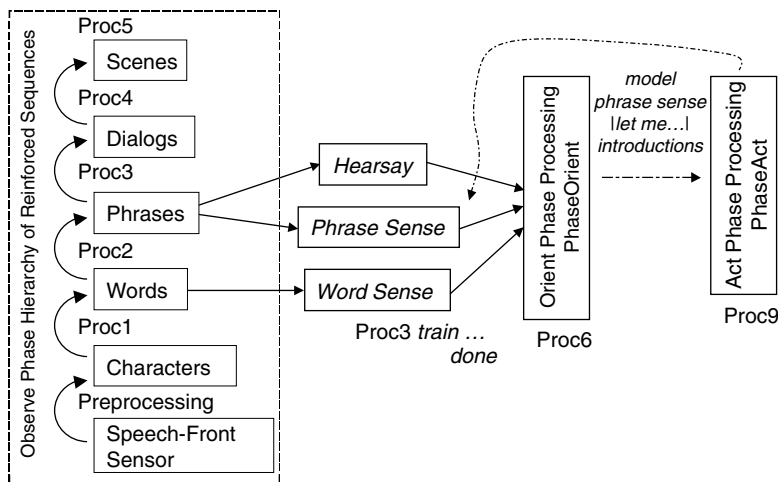 Observe Phase Hierarchy of Reinforced Sequences
Proc5
Scenes
Proc4
Dialogs
Proc3
Phrases
Proc2
Words
Proc1
Characters
Preprocessing
Speech-Front
Sensor
Hearsay
Phrase Sense
Word Sense
Proc3 train ...
done
Orient Phase Processing
PhaseOrient
Proc6
model
phrase sense
|let me...|
introductions
Act Phase Processing
PhaseAct
Proc9